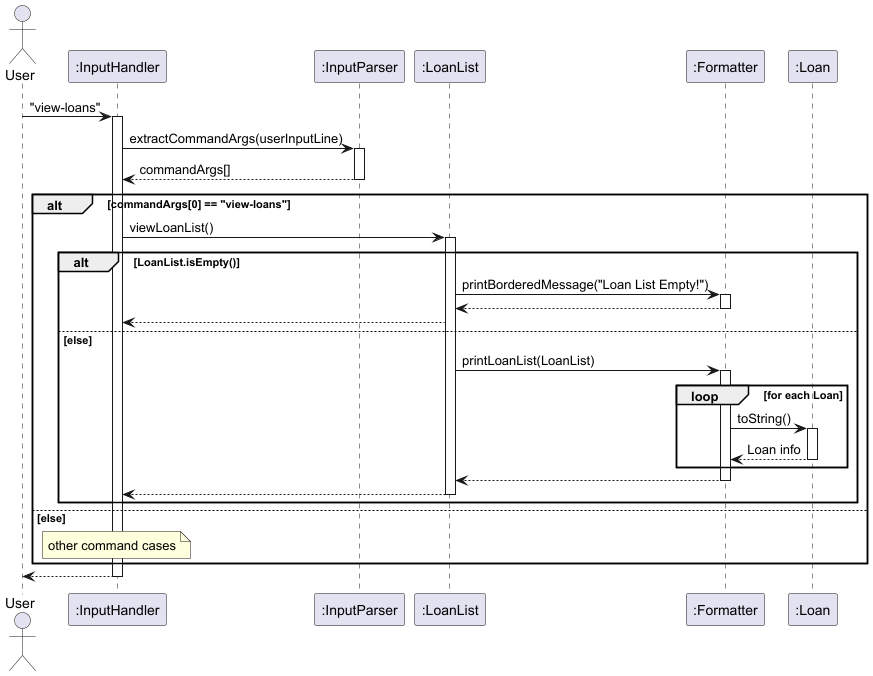 User
:InputHandler
:InputParser
:LoanList
:Formatter
:Loan
"view-loans"
extractCommandArgs(userInputLine)
commandArgs[]
alt
[commandArgs[0] == "view-loans"]
viewLoanList()
alt
[LoanList.isEmpty()]
printBorderedMessage("Loan List Empty!")
[else]
printLoanList(LoanList)
loop
[for each Loan]
toString()
Loan info
[else]
other command cases
User
:InputHandler
:InputParser
:LoanList
:Formatter
:Loan